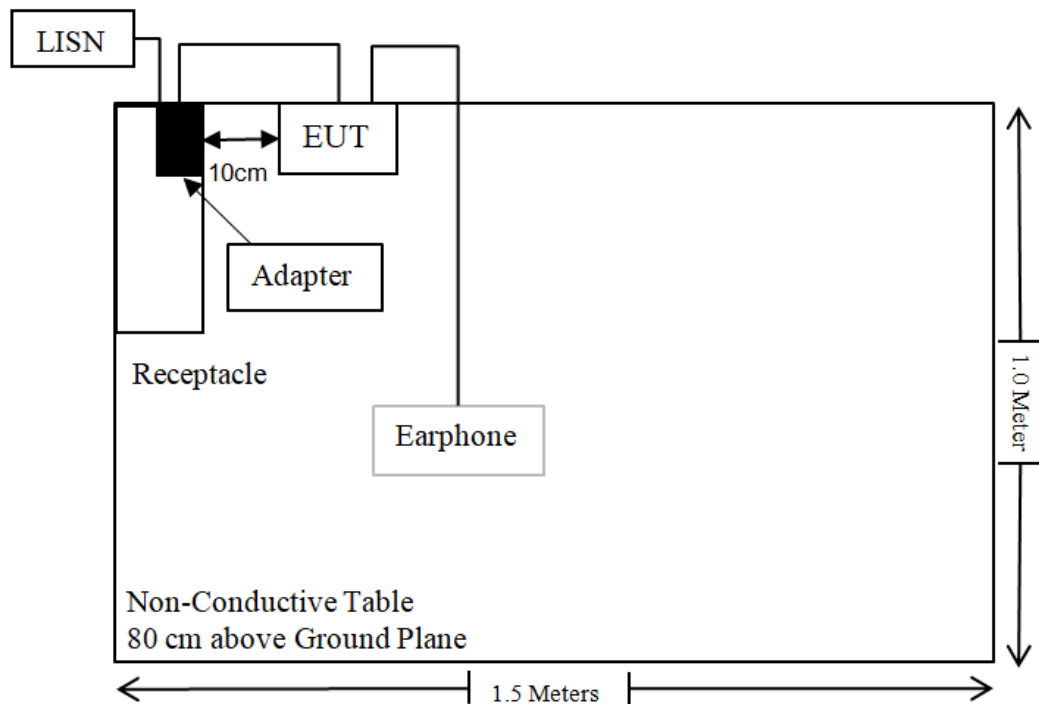 LISN
EUT
10cm
Adapter
Receptacle
Earphone
1.0 Meter
Non-Conductive Table
80 cm above Ground Plane
1.5 Meters